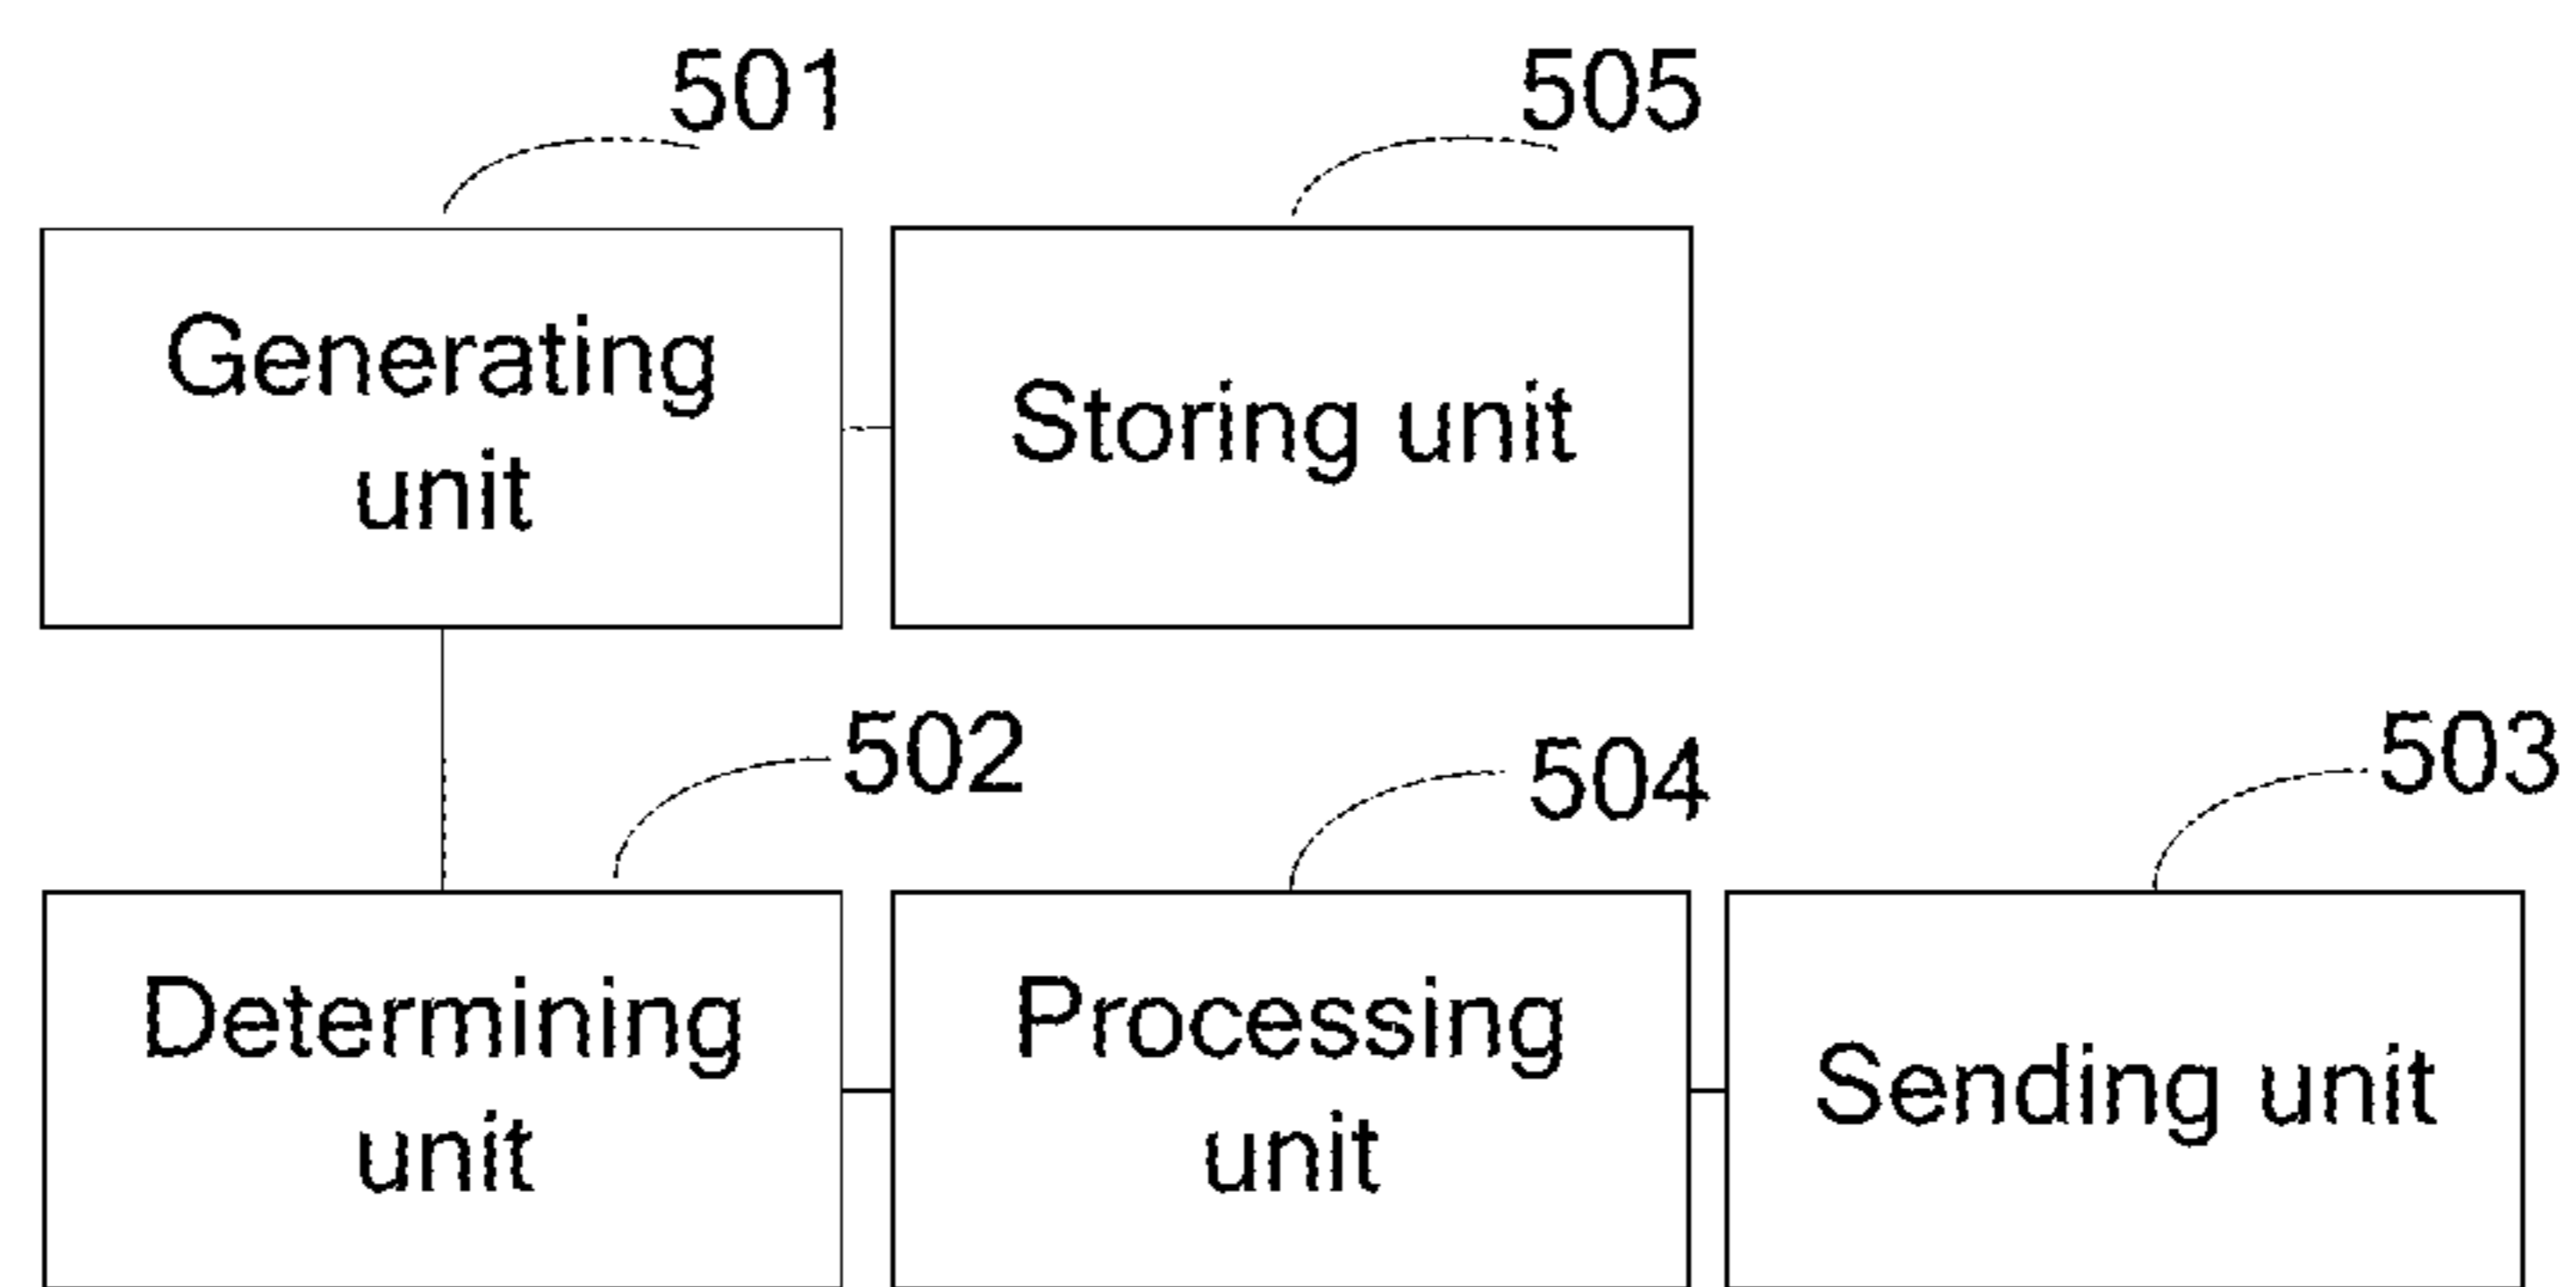 501
505
Generating
unit
Storing unit
502
504
503
Determining
unit
Processing
unit
Sending unit